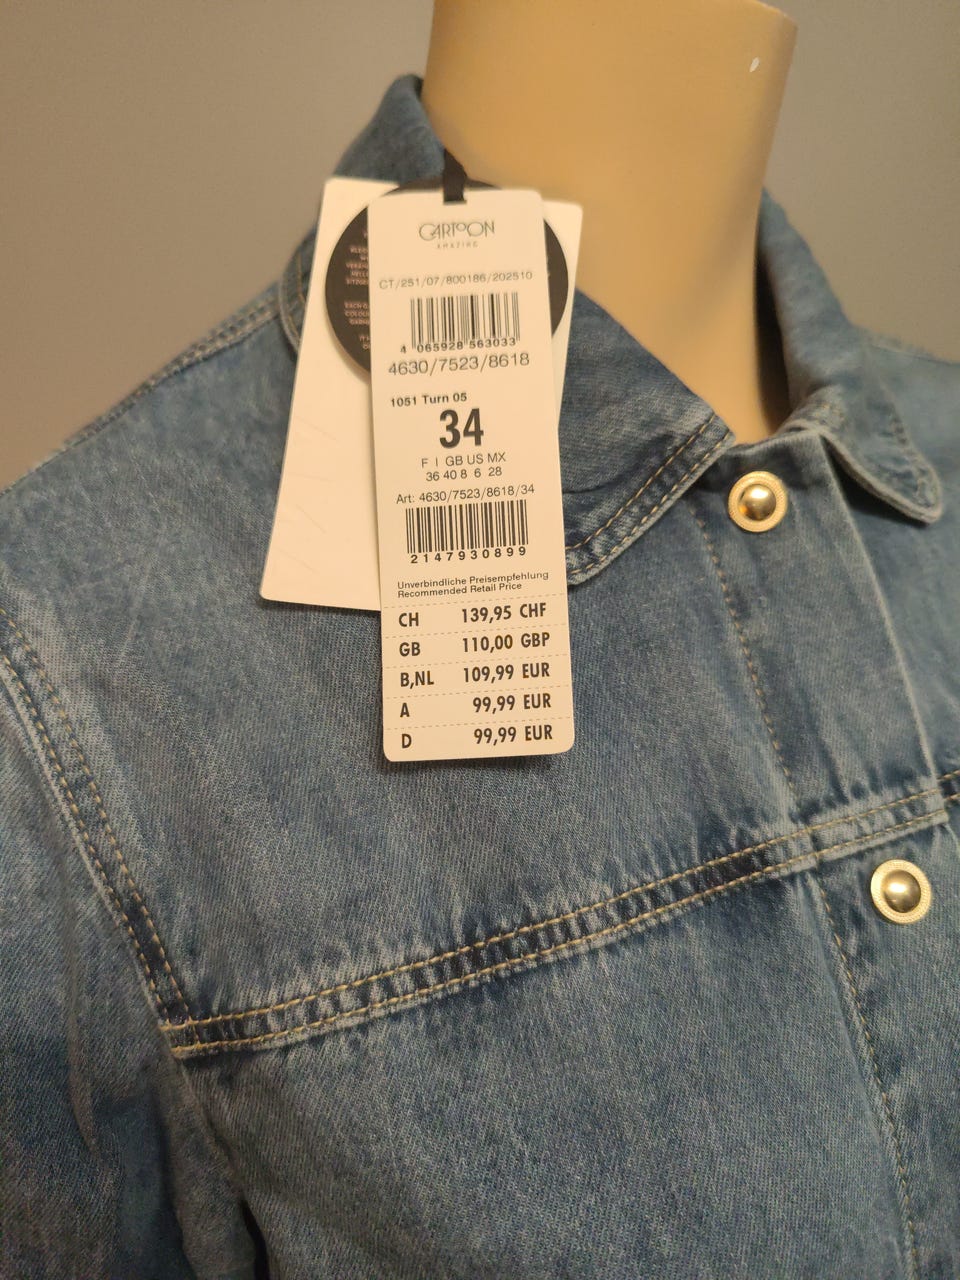 CARTOON
AMAZING
CT/251/07/800186/202510
4 065928 563033
4630/7523/8618
1051 Turn 05
34
F I GB US MX
36 40 8 6 28
Art: 4630/7523/8618/34
2147930899
Unverbindliche Preisempfehlung
Recommended Retail Price
CH 139,95 CHF
GB 110,00 GBP
B,NL 109,99 EUR
A 99,99 EUR
D 99,99 EUR